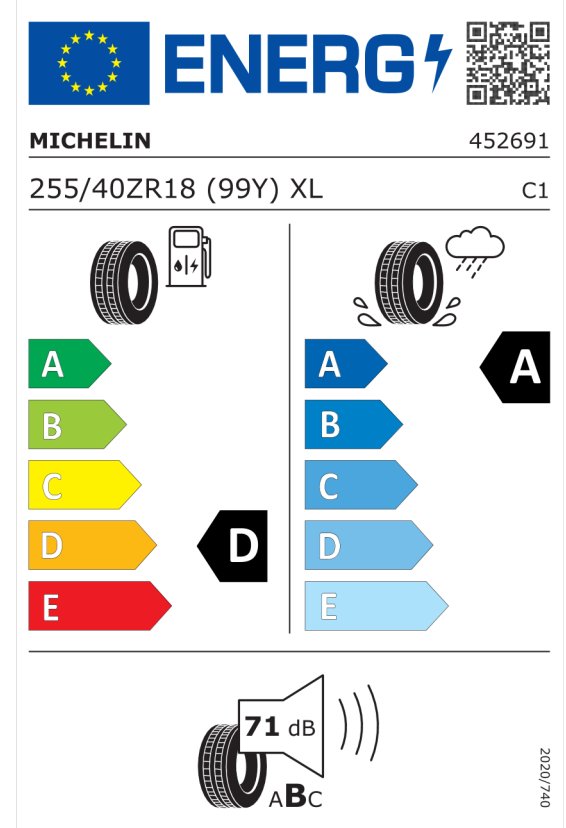 ENERG
MICHELIN
452691
255/40ZR18 (99Y) XL
C1
A
B
C
D
E
D
A
B
C
D
E
A
71 dB
ABC
2020/740